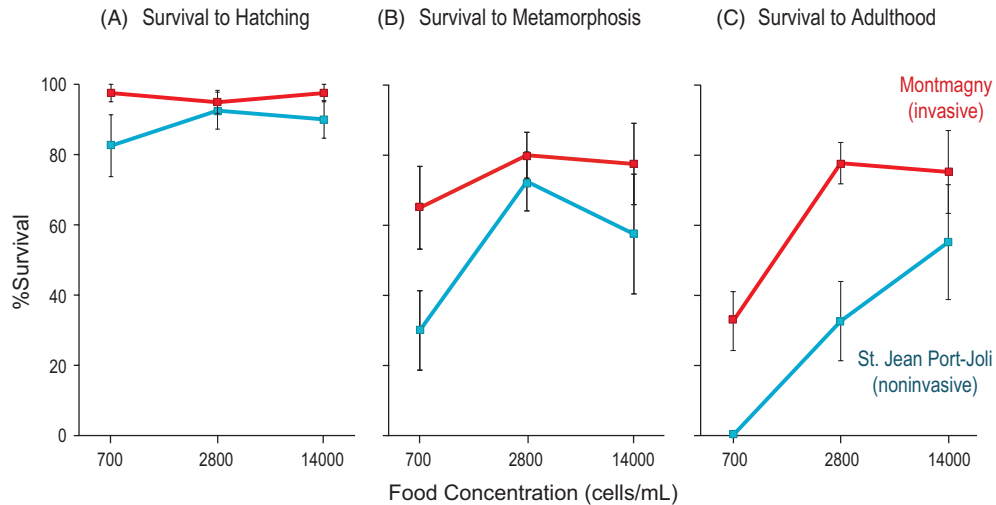 (A) Survival to Hatching
(B) Survival to Metamorphosis
(C) Survival to Adulthood
%Survival
100
80
60
40
20
0
Montmagny
(invasive)
St. Jean Port-Joli
(noninvasive)
700 2800 14000
700 2800 14000
700 2800 14000
Food Concentration (cells/mL)